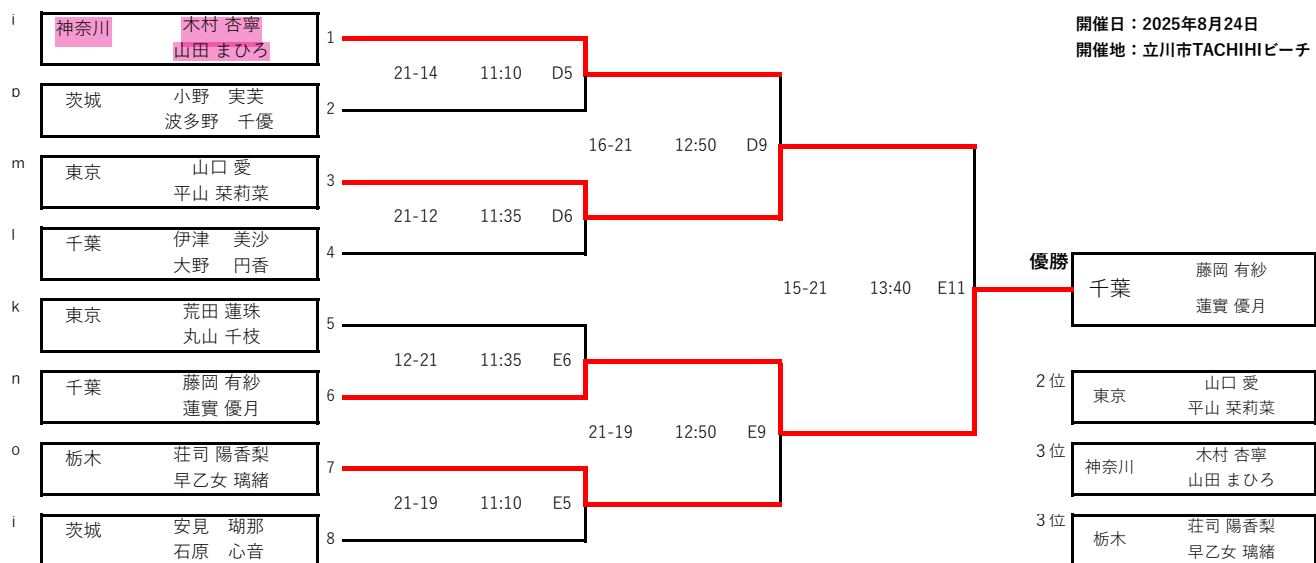 i
神奈川 木村 杏寧
山田 まひろ
1
21-14 11:10 D5
p
茨城 小野 実芙
波多野 千優
2
16-21 12:50 D9
m
東京 山口 愛
平山 栞莉菜
3
21-12 11:35 D6
l
千葉 伊津 美沙
大野 円香
4
15-21 13:40 E11
k
東京 荒田 蓮珠
丸山 千枝
5
12-21 11:35 E6
n
千葉 藤岡 有紗
蓮實 優月
6
21-19 12:50 E9
o
栃木 荘司 陽香梨
早乙女 璃緒
7
21-19 11:10 E5
i
茨城 安見 瑚那
石原 心音
8
開催日：2025年8月24日
開催地：立川市TACHIHIビーチ
優勝
千葉 藤岡 有紗
蓮實 優月
2位
東京 山口 愛
平山 栞莉菜
3位
神奈川 木村 杏寧
山田 まひろ
3位
栃木 荘司 陽香梨
早乙女 璃緒